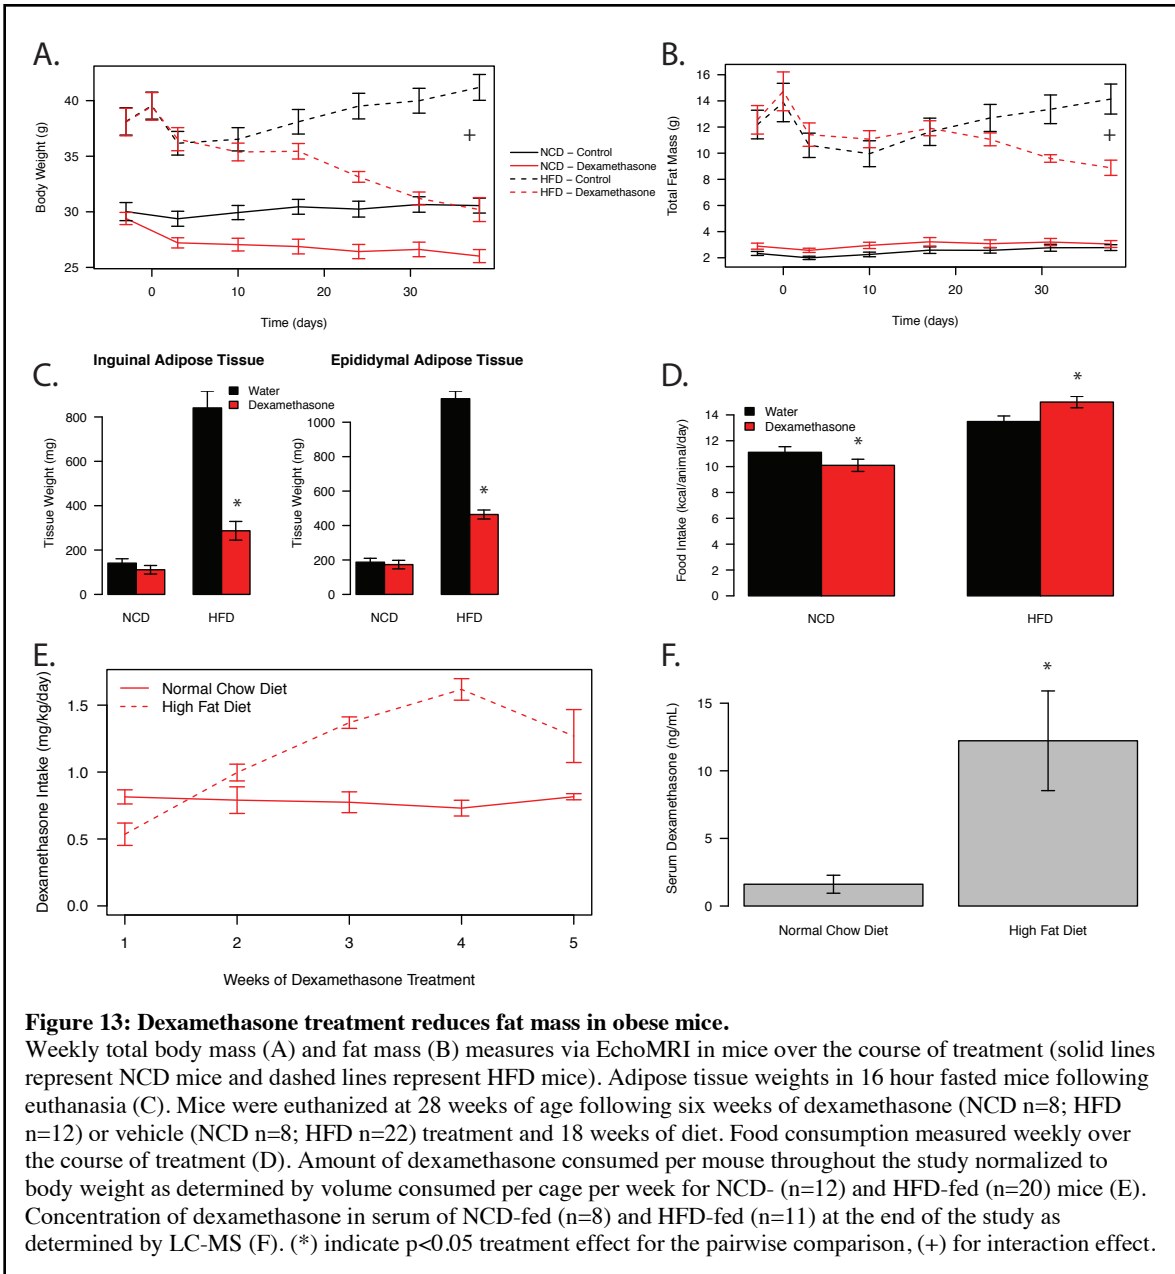 A.
Body Weight (g)
40
35
30
25
0
10
20
30
Time (days)
+
NCD − Control
NCD − Dexamethasone
HFD − Control
HFD − Dexamethasone
B.
Total Fat Mass (g)
16
14
12
10
8
6
4
2
0
10
20
30
Time (days)
+
C.
Inguinal Adipose Tissue
Water
Dexamethasone
Tissue Weight (mg)
800
600
400
200
0
*
NCD
HFD
Epididymal Adipose Tissue
Tissue Weight (mg)
1000
800
600
400
200
0
*
NCD
HFD
D.
Water
Dexamethasone
Food Intake (kcal/animal/day)
14
12
10
8
6
4
2
0
*
*
NCD
HFD
E.
Normal Chow Diet
High Fat Diet
Dexamethasone Intake (mg/kg/day)
1.5
1.0
0.5
0.0
1
2
3
4
5
Weeks of Dexamethasone Treatment
F.
Serum Dexamethasone (ng/mL)
15
10
5
0
*
Normal Chow Diet
High Fat Diet
Figure 13: Dexamethasone treatment reduces fat mass in obese mice.
Weekly total body mass (A) and fat mass (B) measures via EchoMRI in mice over the course of treatment (solid lines
represent NCD mice and dashed lines represent HFD mice). Adipose tissue weights in 16 hour fasted mice following
euthanasia (C). Mice were euthanized at 28 weeks of age following six weeks of dexamethasone (NCD n=8; HFD
n=12) or vehicle (NCD n=8; HFD n=22) treatment and 18 weeks of diet. Food consumption measured weekly over
the course of treatment (D). Amount of dexamethasone consumed per mouse throughout the study normalized to
body weight as determined by volume consumed per cage per week for NCD- (n=12) and HFD-fed (n=20) mice (E).
Concentration of dexamethasone in serum of NCD-fed (n=8) and HFD-fed (n=11) at the end of the study as
determined by LC-MS (F). (*) indicate p<0.05 treatment effect for the pairwise comparison, (+) for interaction effect.